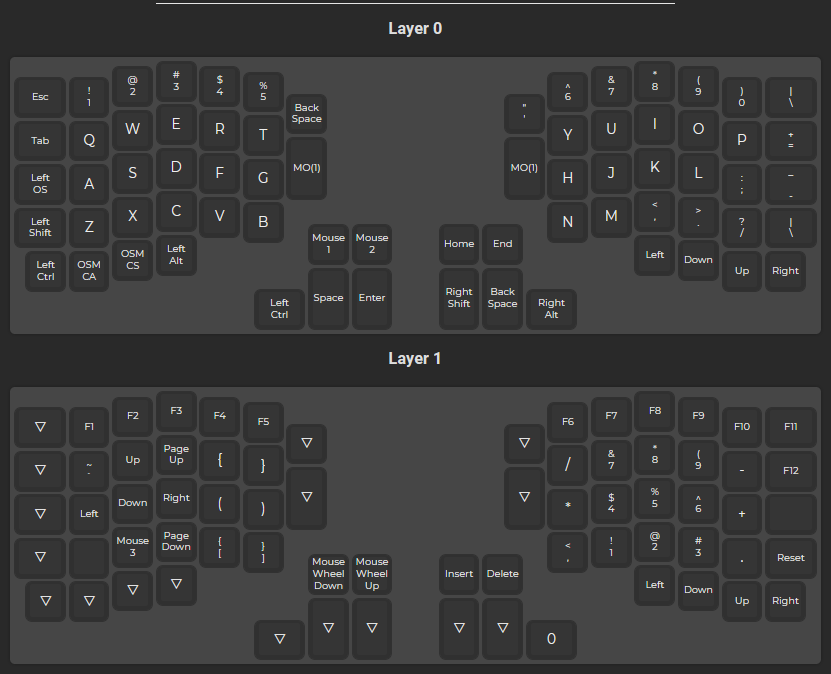 Layer 0
Esc
!
1
@
2
#
3
$
4
%
5
Back
Space
"
'
^
6
&
7
*
8
(
9
)
0
|
\
Tab
Q
W
E
R
T
MO(1)
MO(1)
Y
U
I
O
P
+
=
Left
OS
A
S
D
F
G
H
J
K
L
:
;
_
-
Left
Shift
Z
X
C
V
B
N
M
<
,
>
.
?
/
|
\
Left
Ctrl
OSM
CA
OSM
CS
Left
Alt
Mouse
1
Mouse
2
Home
End
Left
Down
Up
Right
Left
Ctrl
Space
Enter
Right
Shift
Back
Space
Right
Alt
Layer 1
▽
F1
F2
F3
F4
F5
▽
▽
F6
F7
F8
F9
F10
F11
▽
~
`
Up
Page
Up
{
}
▽
▽
/
&
7
*
8
(
9
-
F12
▽
Left
Down
Right
(
)
*
$
4
%
5
^
6
+
▽
Mouse
3
Page
Down
{
[
}
]
<
,
!
1
@
2
#
3
.
Reset
▽
▽
▽
▽
Mouse
Wheel
Down
Mouse
Wheel
Up
Insert
Delete
Left
Down
Up
Right
▽
▽
▽
▽
▽
0